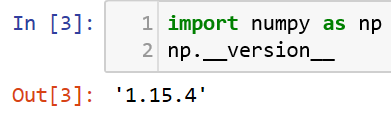 In [3]: 1 import numpy as np
2 np.__version__
Out[3]: '1.15.4'